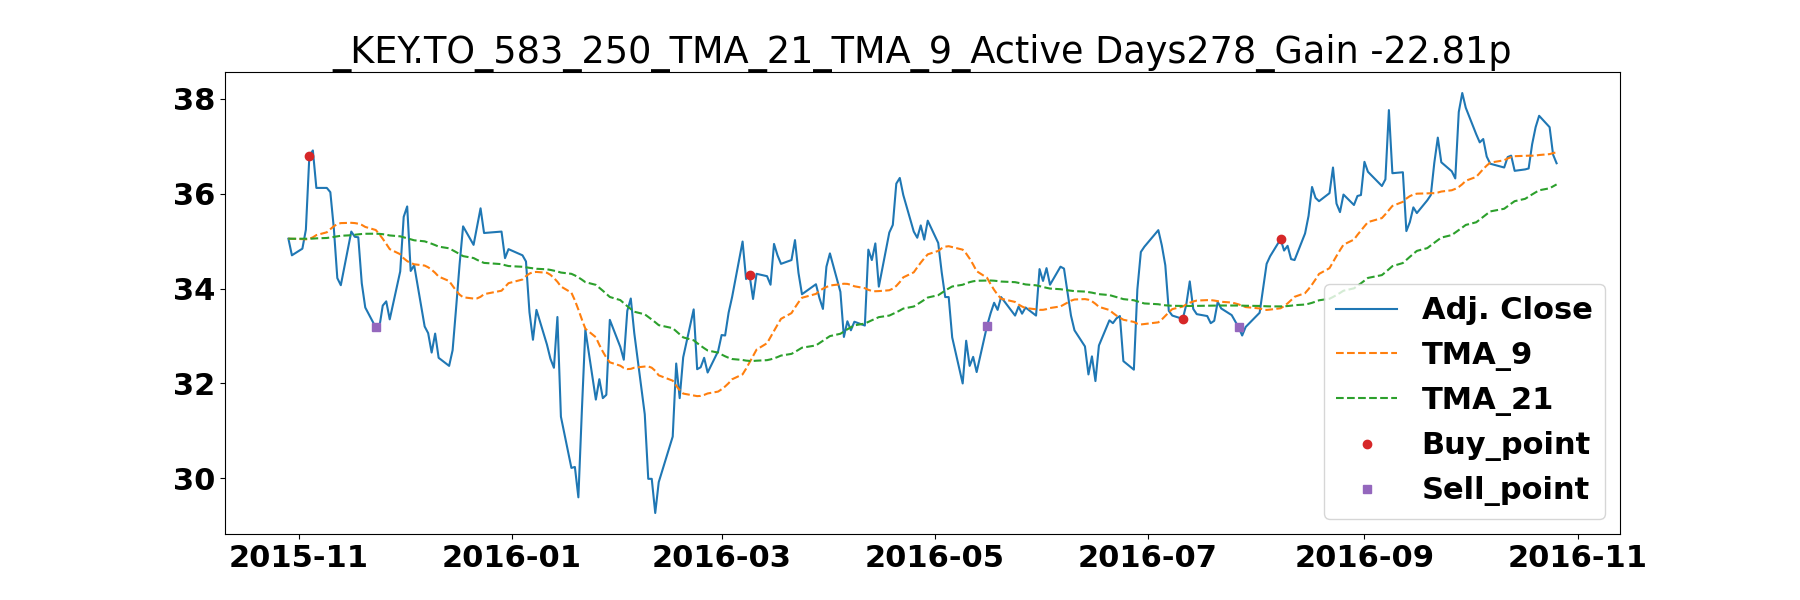 _KEY.TO_583_250_TMA_21_TMA_9_Active Days278_Gain -22.81p
38
36
34
32
30
2015-11 2016-01 2016-03 2016-05 2016-07 2016-09 2016-11
Adj. Close
TMA_9
TMA_21
Buy_point
Sell_point